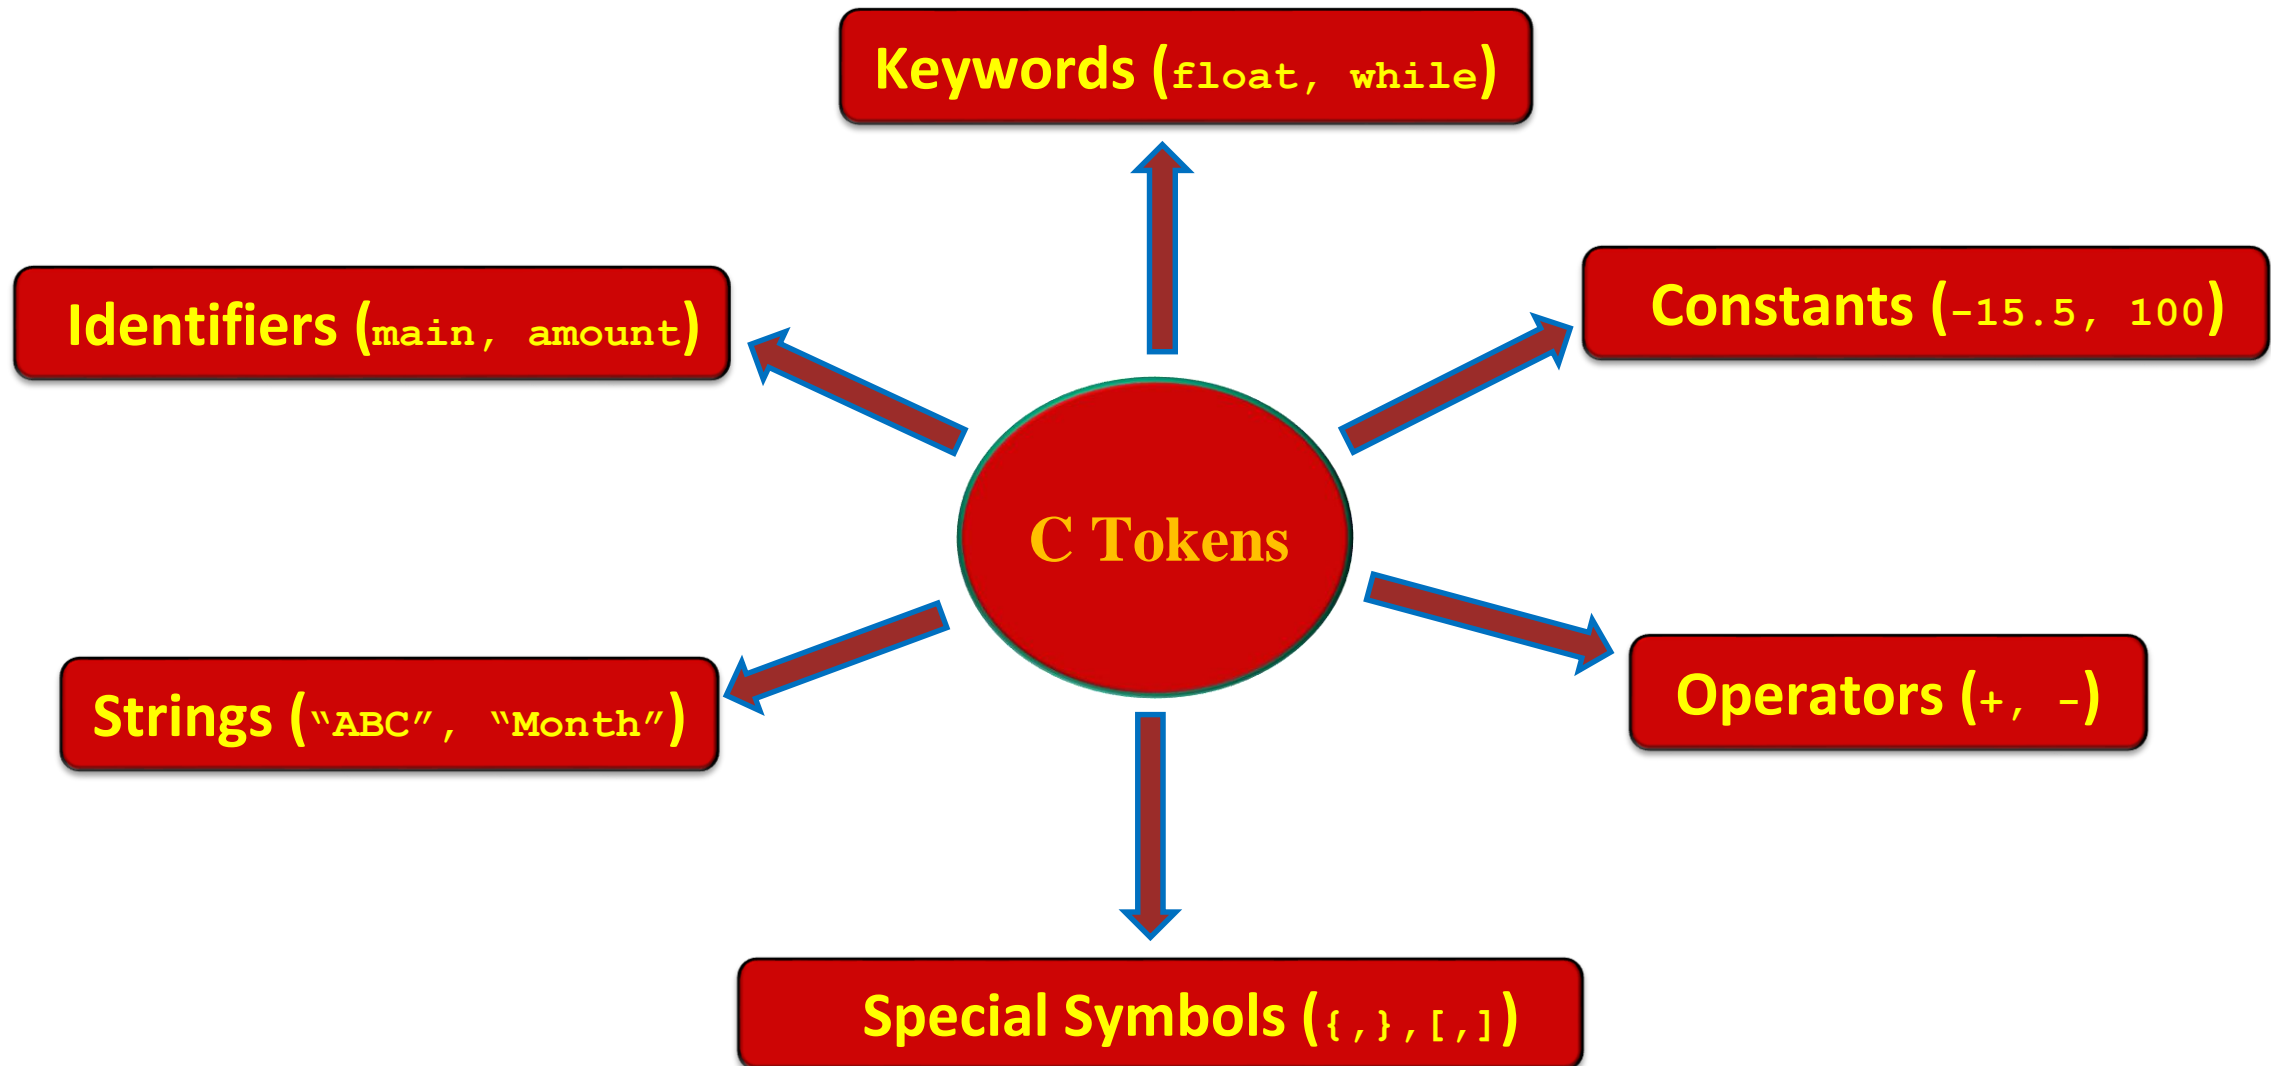 Keywords (float, while)
Identifiers (main, amount)
Constants (-15.5, 100)
C Tokens
Strings (“ABC”, “Month”)
Operators (+, -)
Special Symbols ({,},[,])